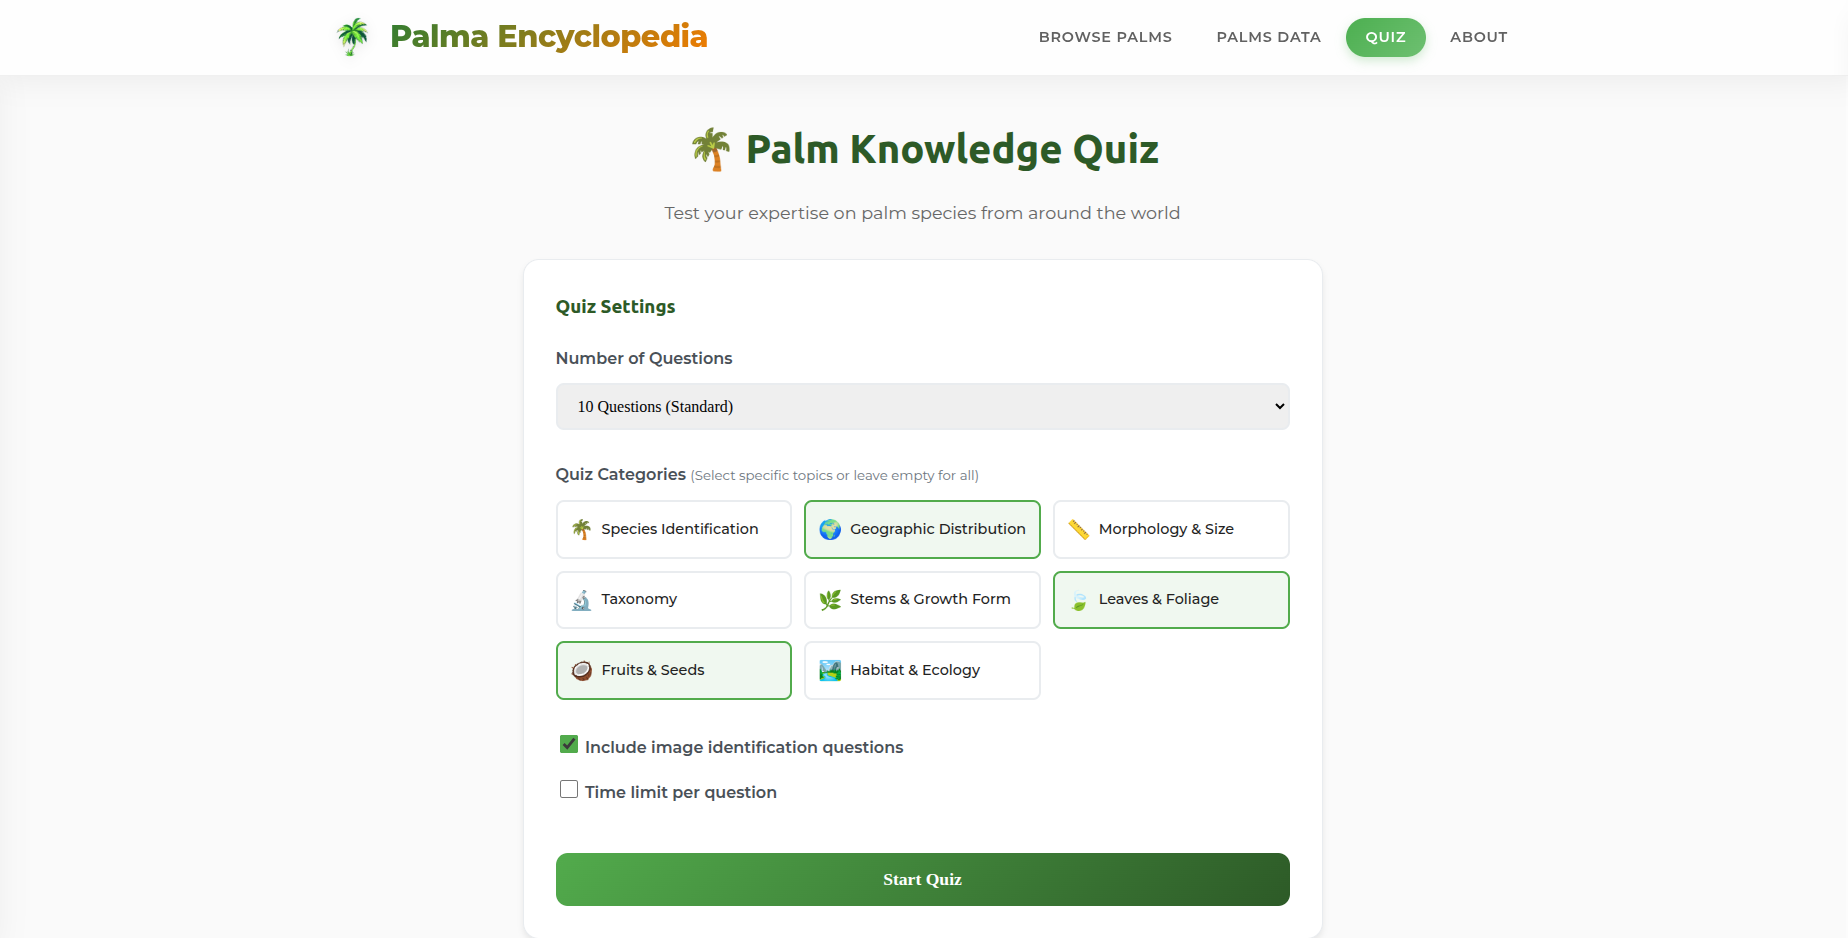 Palma Encyclopedia
BROWSE PALMS
PALMS DATA
QUIZ
ABOUT
Palm Knowledge Quiz
Test your expertise on palm species from around the world
Quiz Settings
Number of Questions
10 Questions (Standard)
Quiz Categories (Select specific topics or leave empty for all)
Species Identification
Geographic Distribution
Morphology & Size
Taxonomy
Stems & Growth Form
Leaves & Foliage
Fruits & Seeds
Habitat & Ecology
Include image identification questions
Time limit per question
Start Quiz